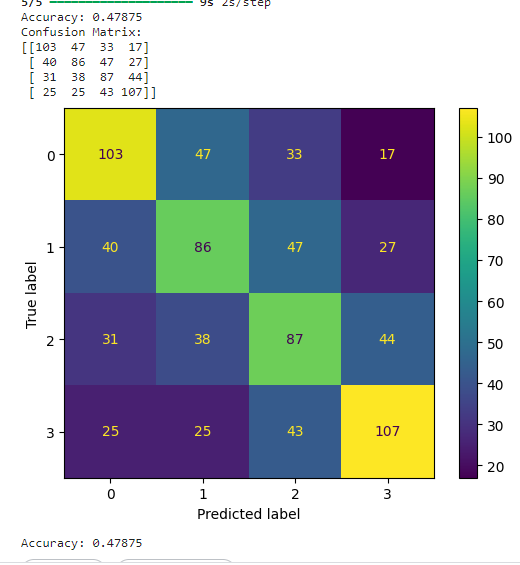 5/5 ━━━━━━━━━━━━━━━━━━━━ 9s 2s/step
Accuracy: 0.47875
Confusion Matrix:
[[103  47  33  17]
 [ 40  86  47  27]
 [ 31  38  87  44]
 [ 25  25  43 107]]
0 103 47 33 17
1 40 86 47 27
2 31 38 87 44
3 25 25 43 107
0 1 2 3
True label
Predicted label
100
90
80
70
60
50
40
30
20
Accuracy: 0.47875